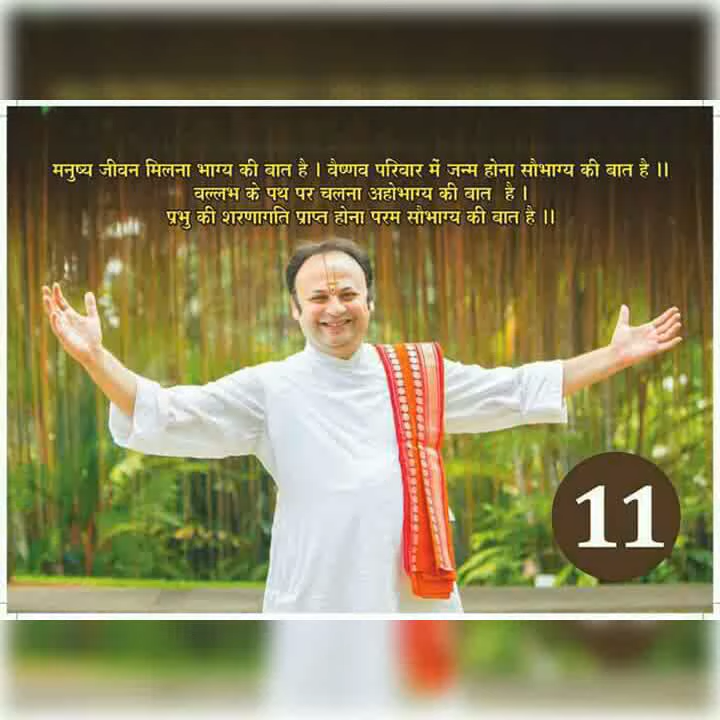 मनुष्य जीवन मिलना भाग्य की बात है । वैष्णव परिवार में जन्म होना सौभाग्य की बात है ।।
वल्लभ के पथ पर चलना अहोभाग्य की बात है ।
प्रभु की शरणागति प्राप्त होना परम सौभाग्य की बात है ।।
11